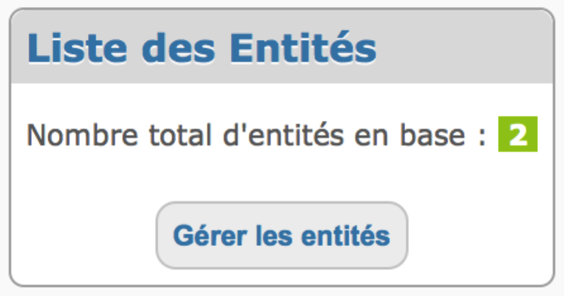 Liste des Entités
Nombre total d'entités en base : 2
Gérer les entités